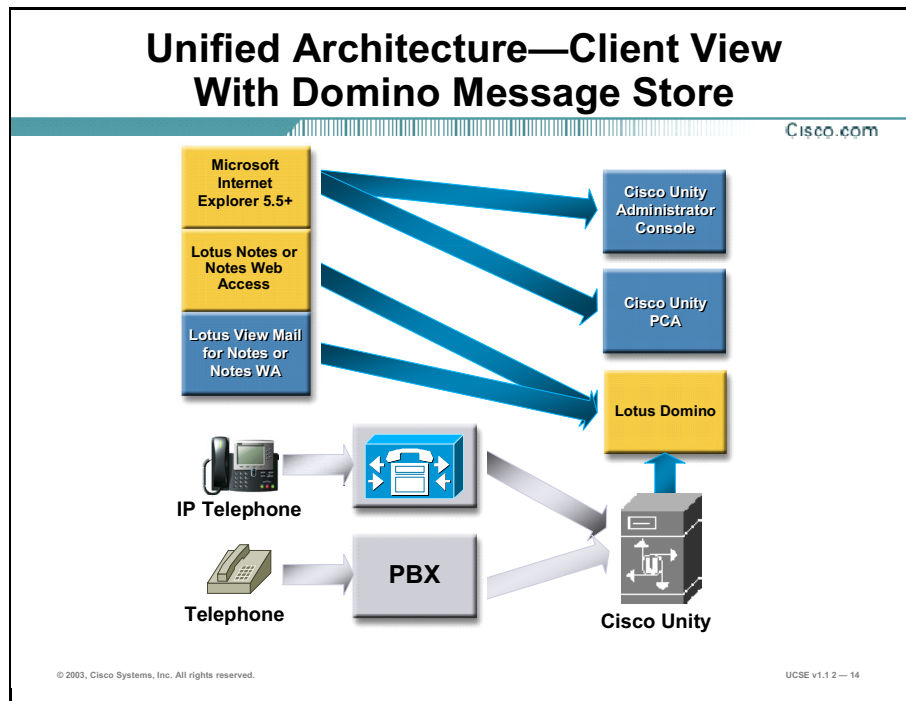 Unified Architecture—Client View
With Domino Message Store
Cisco.com
Microsoft
Internet
Explorer 5.5+
Cisco Unity
Administrator
Console
Lotus Notes or
Notes Web
Access
Cisco Unity
PCA
Lotus View Mail
for Notes or
Notes WA
Lotus Domino
IP Telephone
PBX
U
Telephone
Cisco Unity
© 2003, Cisco Systems, Inc. All rights reserved.
UCSE v1.1 2 — 14